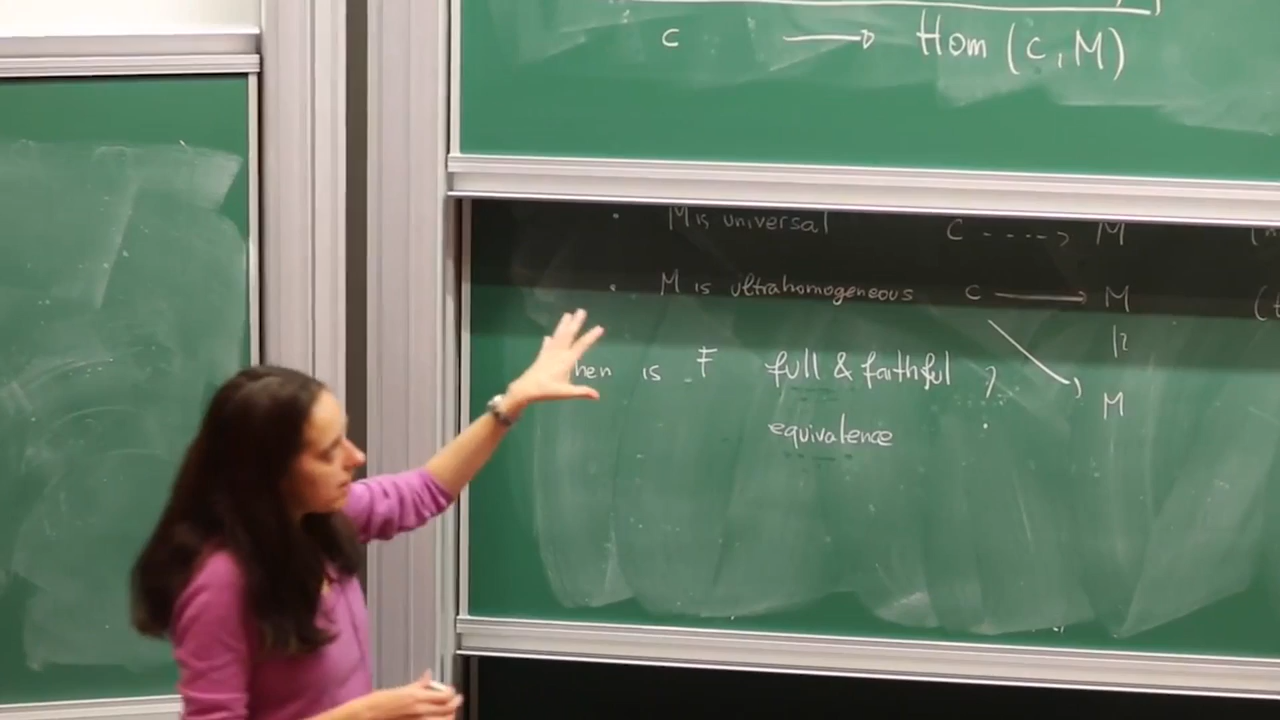 c → Hom (c, M)
• M is universal c ----> M
• M is ultrahomogeneous c → M
hen is F full & faithful ?
M
equivalence